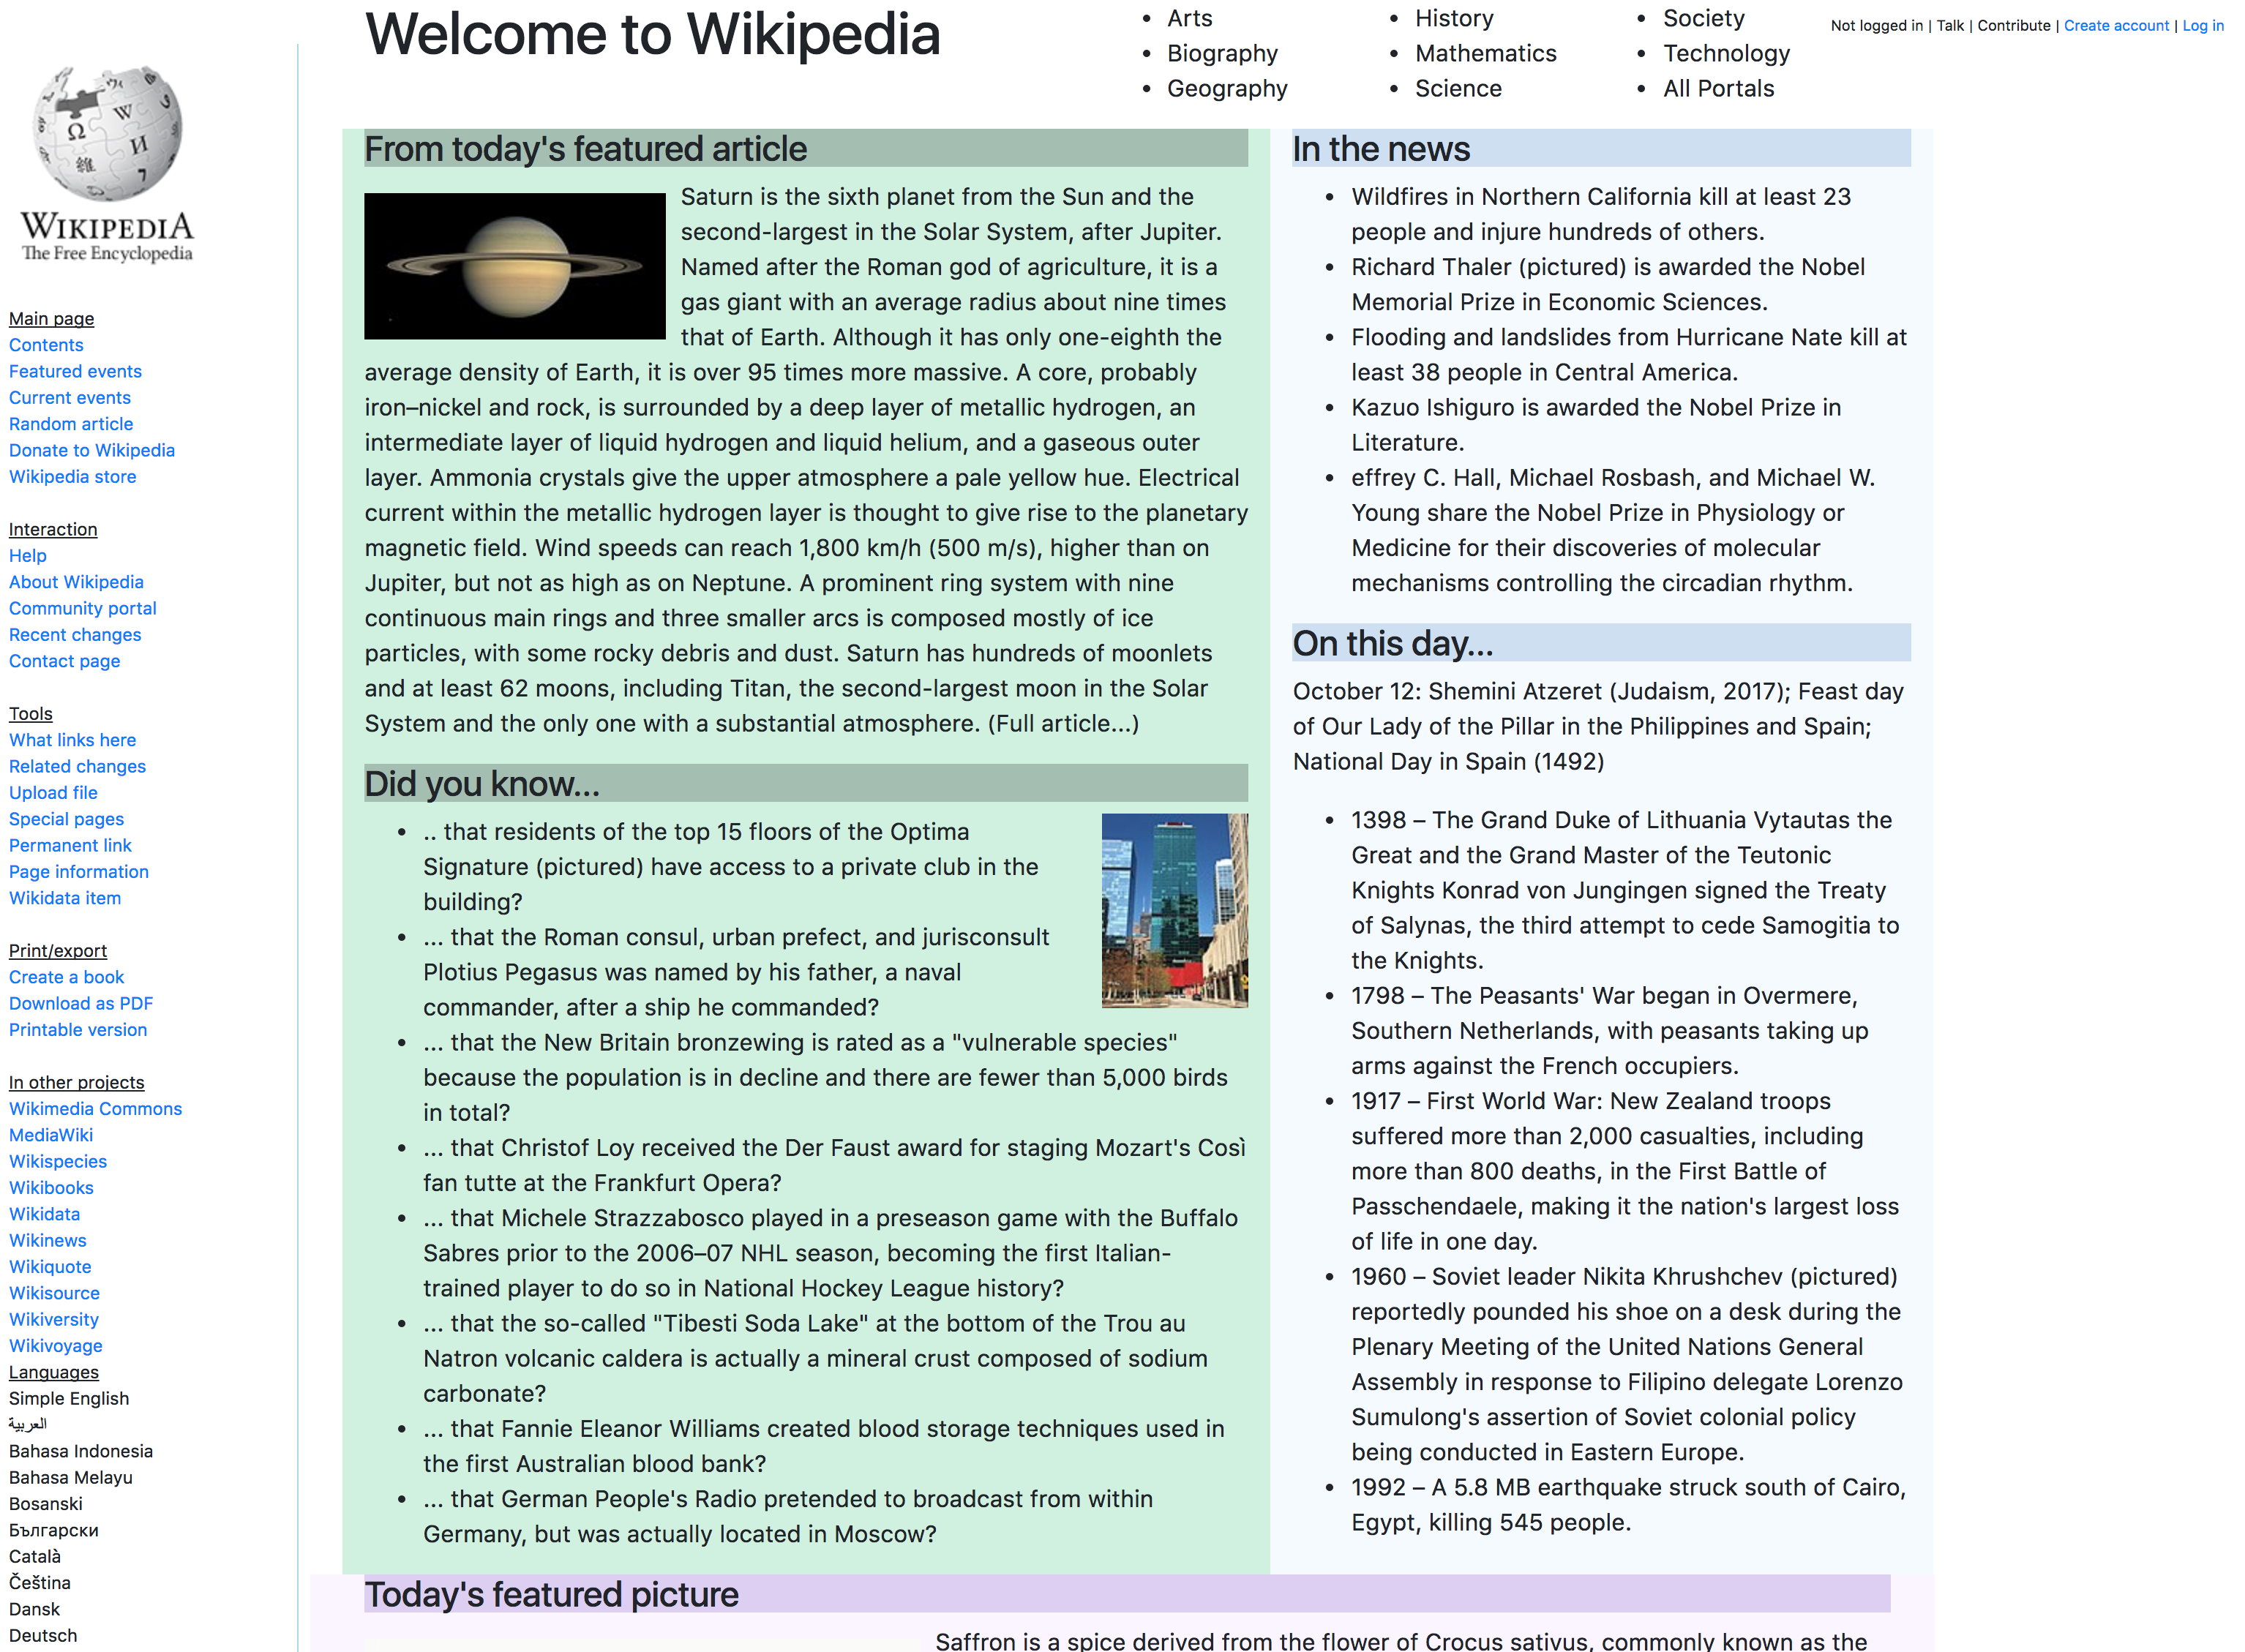 Welcome to Wikipedia
Arts
Biography
Geography
History
Mathematics
Science
Society
Technology
All Portals
Not logged in | Talk | Contribute | Create account | Log in
WIKIPEDIA
The Free Encyclopedia
Main page
Contents
Featured events
Current events
Random article
Donate to Wikipedia
Wikipedia store
Interaction
Help
About Wikipedia
Community portal
Recent changes
Contact page
Tools
What links here
Related changes
Upload file
Special pages
Permanent link
Page information
Wikidata item
Print/export
Create a book
Download as PDF
Printable version
In other projects
Wikimedia Commons
MediaWiki
Wikispecies
Wikibooks
Wikidata
Wikinews
Wikiquote
Wikisource
Wikiversity
Wikivoyage
Languages
Simple English
العربية
Bahasa Indonesia
Bahasa Melayu
Bosanski
Български
Català
Čeština
Dansk
Deutsch
From today's featured article
Saturn is the sixth planet from the Sun and the
second-largest in the Solar System, after Jupiter.
Named after the Roman god of agriculture, it is a
gas giant with an average radius about nine times
that of Earth. Although it has only one-eighth the
average density of Earth, it is over 95 times more massive. A core, probably
iron–nickel and rock, is surrounded by a deep layer of metallic hydrogen, an
intermediate layer of liquid hydrogen and liquid helium, and a gaseous outer
layer. Ammonia crystals give the upper atmosphere a pale yellow hue. Electrical
current within the metallic hydrogen layer is thought to give rise to the planetary
magnetic field. Wind speeds can reach 1,800 km/h (500 m/s), higher than on
Jupiter, but not as high as on Neptune. A prominent ring system with nine
continuous main rings and three smaller arcs is composed mostly of ice
particles, with some rocky debris and dust. Saturn has hundreds of moonlets
and at least 62 moons, including Titan, the second-largest moon in the Solar
System and the only one with a substantial atmosphere. (Full article...)
Did you know...
.. that residents of the top 15 floors of the Optima
Signature (pictured) have access to a private club in the
building?
... that the Roman consul, urban prefect, and jurisconsult
Plotius Pegasus was named by his father, a naval
commander, after a ship he commanded?
... that the New Britain bronzewing is rated as a "vulnerable species"
because the population is in decline and there are fewer than 5,000 birds
in total?
... that Christof Loy received the Der Faust award for staging Mozart's Così
fan tutte at the Frankfurt Opera?
... that Michele Strazzabosco played in a preseason game with the Buffalo
Sabres prior to the 2006–07 NHL season, becoming the first Italian-
trained player to do so in National Hockey League history?
... that the so-called "Tibesti Soda Lake" at the bottom of the Trou au
Natron volcanic caldera is actually a mineral crust composed of sodium
carbonate?
... that Fannie Eleanor Williams created blood storage techniques used in
the first Australian blood bank?
... that German People's Radio pretended to broadcast from within
Germany, but was actually located in Moscow?
In the news
Wildfires in Northern California kill at least 23
people and injure hundreds of others.
Richard Thaler (pictured) is awarded the Nobel
Memorial Prize in Economic Sciences.
Flooding and landslides from Hurricane Nate kill at
least 38 people in Central America.
Kazuo Ishiguro is awarded the Nobel Prize in
Literature.
effrey C. Hall, Michael Rosbash, and Michael W.
Young share the Nobel Prize in Physiology or
Medicine for their discoveries of molecular
mechanisms controlling the circadian rhythm.
On this day...
October 12: Shemini Atzeret (Judaism, 2017); Feast day
of Our Lady of the Pillar in the Philippines and Spain;
National Day in Spain (1492)
1398 – The Grand Duke of Lithuania Vytautas the
Great and the Grand Master of the Teutonic
Knights Konrad von Jungingen signed the Treaty
of Salynas, the third attempt to cede Samogitia to
the Knights.
1798 – The Peasants' War began in Overmere,
Southern Netherlands, with peasants taking up
arms against the French occupiers.
1917 – First World War: New Zealand troops
suffered more than 2,000 casualties, including
more than 800 deaths, in the First Battle of
Passchendaele, making it the nation's largest loss
of life in one day.
1960 – Soviet leader Nikita Khrushchev (pictured)
reportedly pounded his shoe on a desk during the
Plenary Meeting of the United Nations General
Assembly in response to Filipino delegate Lorenzo
Sumulong's assertion of Soviet colonial policy
being conducted in Eastern Europe.
1992 – A 5.8 MB earthquake struck south of Cairo,
Egypt, killing 545 people.
Today's featured picture
Saffron is a spice derived from the flower of Crocus sativus, commonly known as the